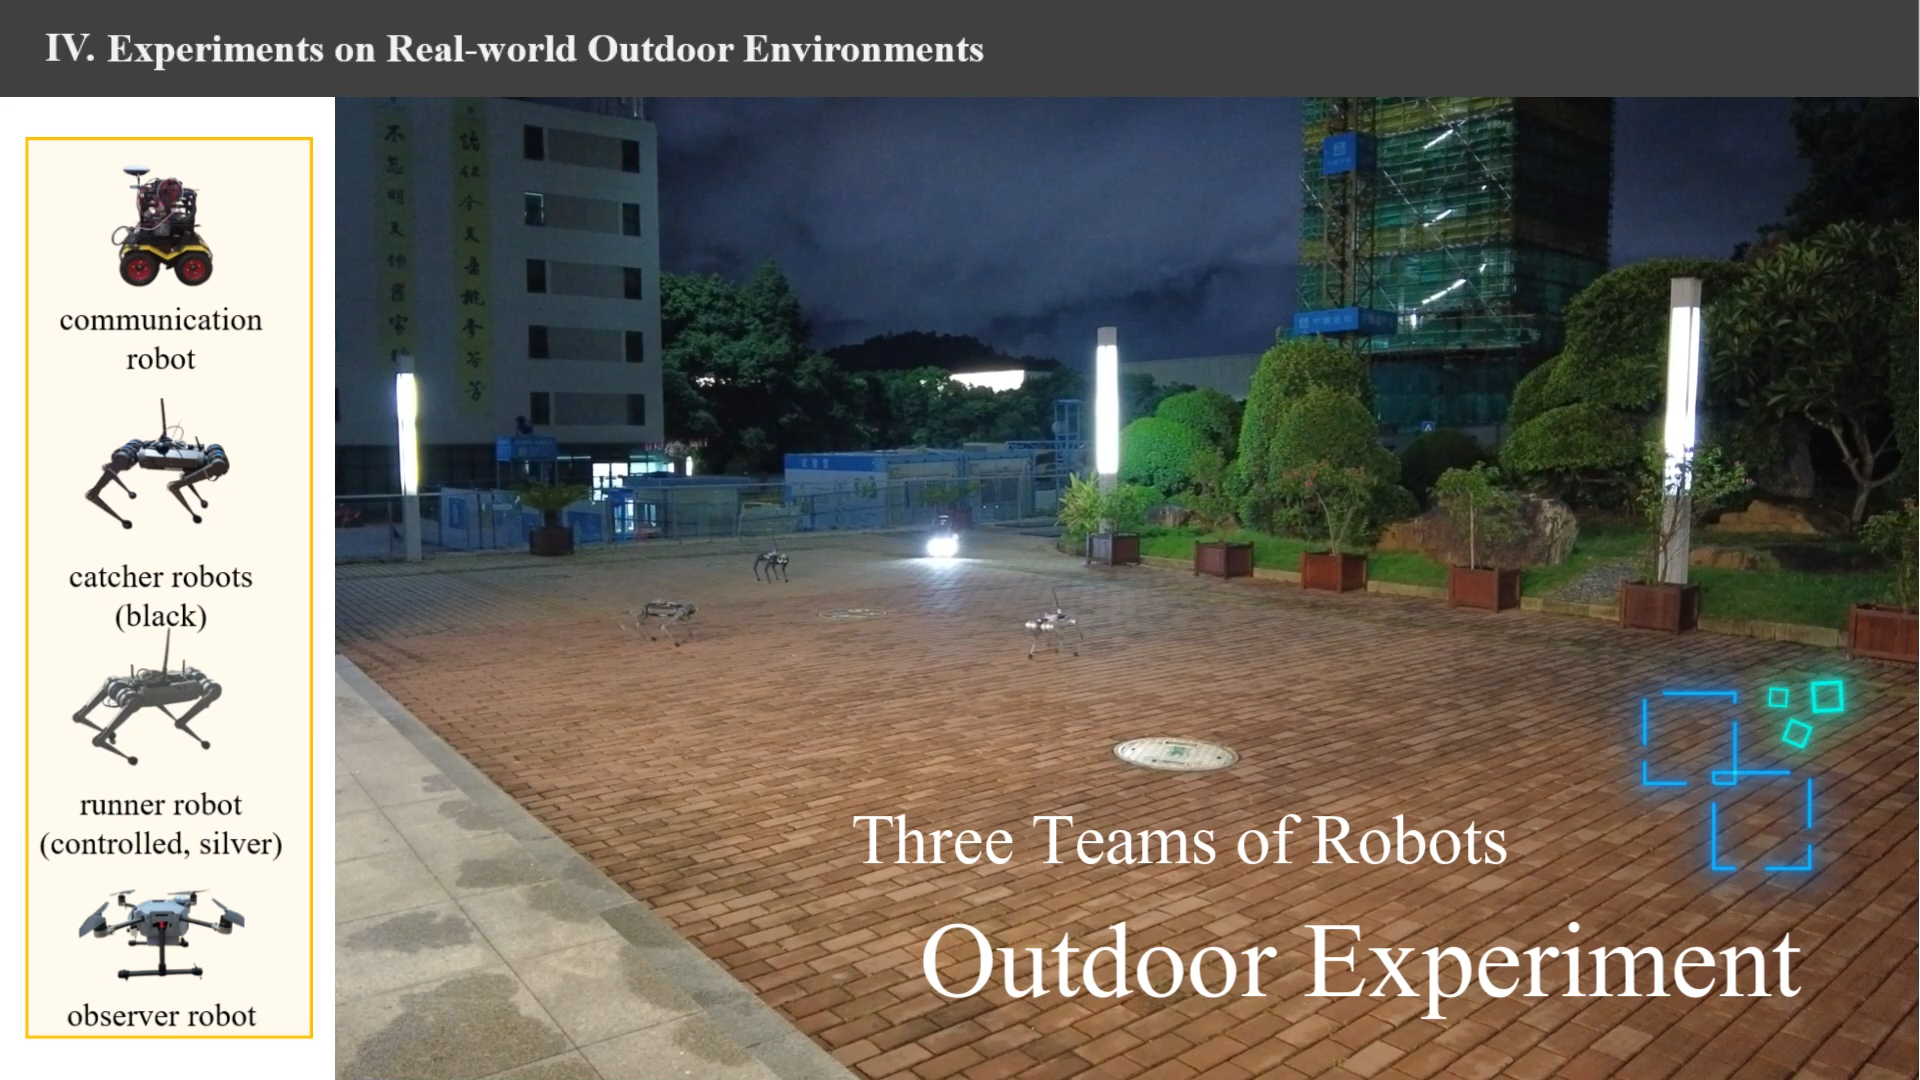 IV. Experiments on Real-world Outdoor Environments
communication
robot
catcher robots
(black)
runner robot
(controlled, silver)
observer robot
Three Teams of Robots
Outdoor Experiment